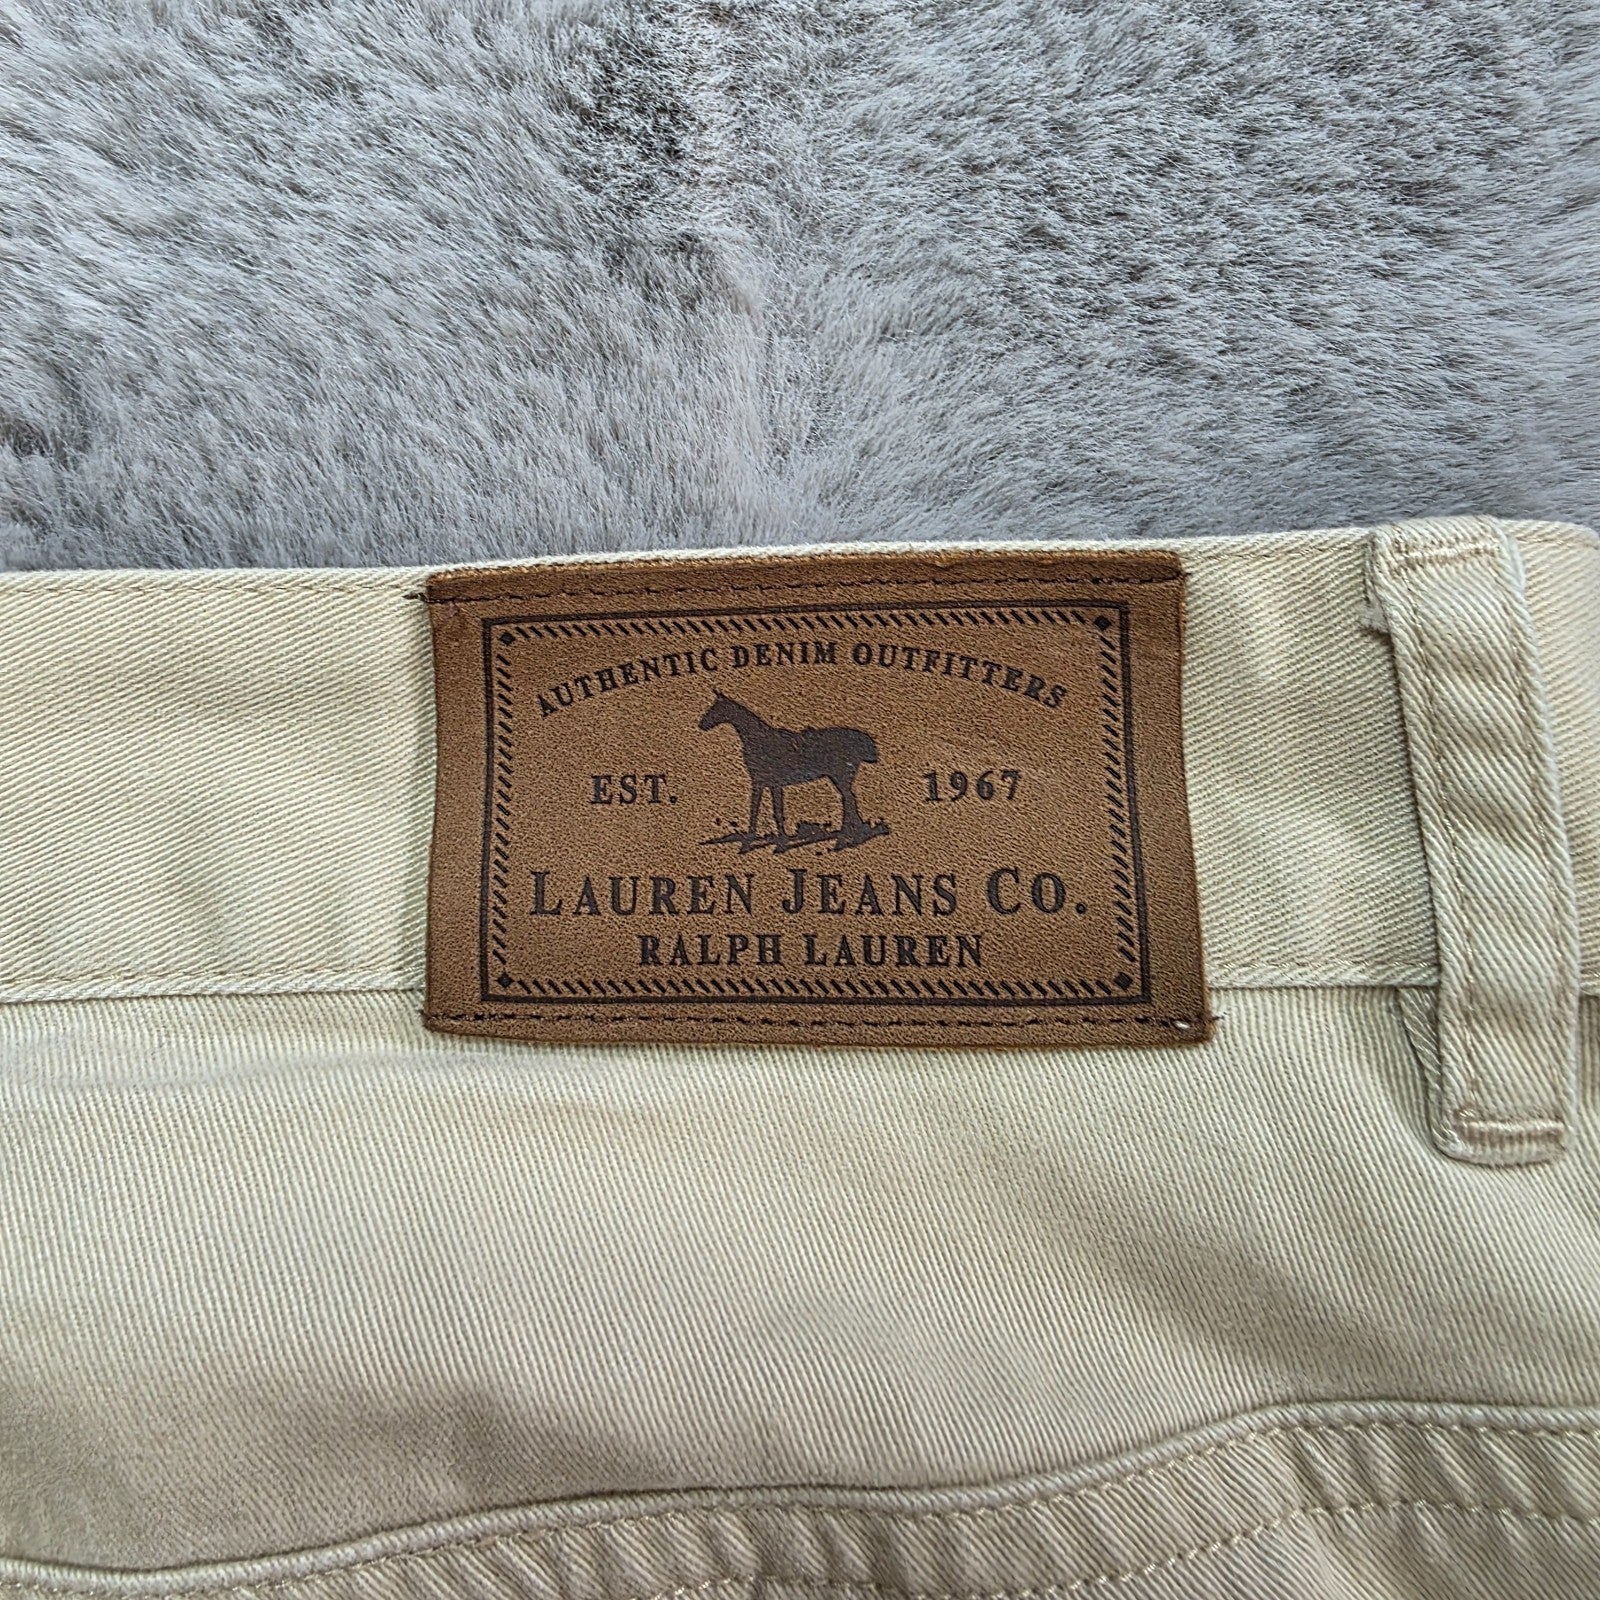 AUTHENTIC DENIM OUTFITTERS
EST. 1967
LAUREN JEANS CO.
RALPH LAUREN